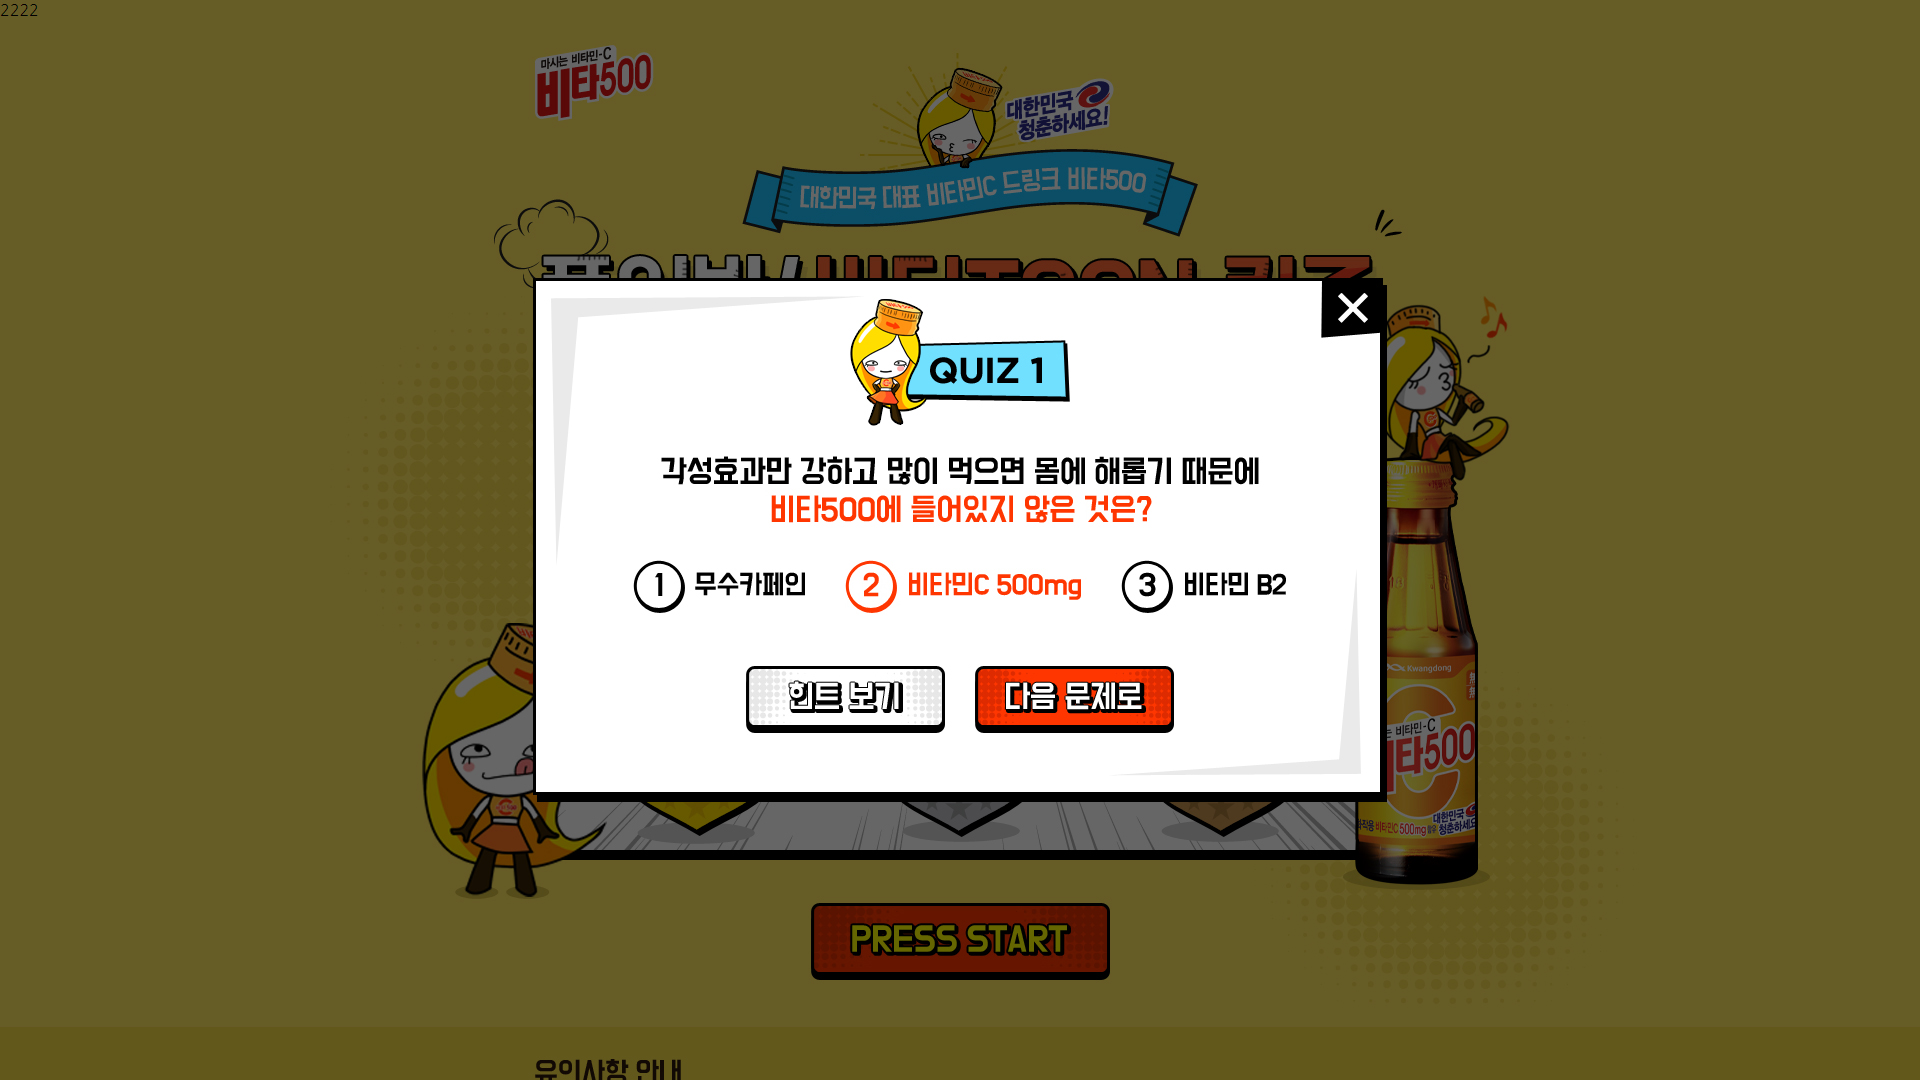 2222
마시는 비타민-C
비타500
대한민국
청춘하세요!
대한민국 대표 비타민C 드링크 비타500
QUIZ 1
각성효과만 강하고 많이 먹으면 몸에 해롭기 때문에
비타500에 들어있지 않은 것은?
1 무수카페인
2 비타민C 500mg
3 비타민 B2
힌트 보기
다음 문제로
Kwangdong
비타민-C
타500
대한민국
비타민C 500mg
청춘하세요
PRESS START
유의사항 안내